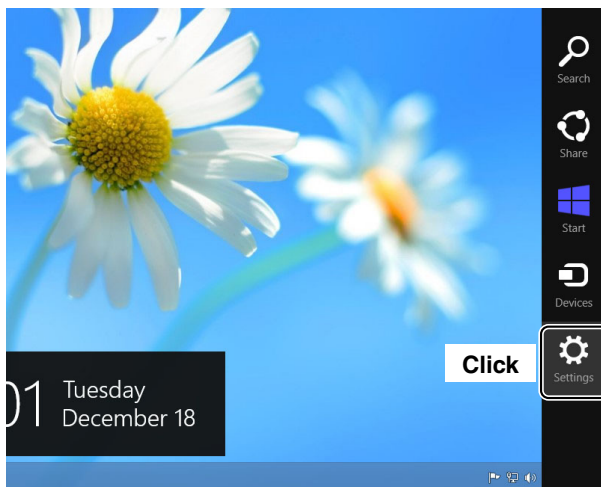 Search
Share
Start
Devices
Click
Settings
01
Tuesday
December 18